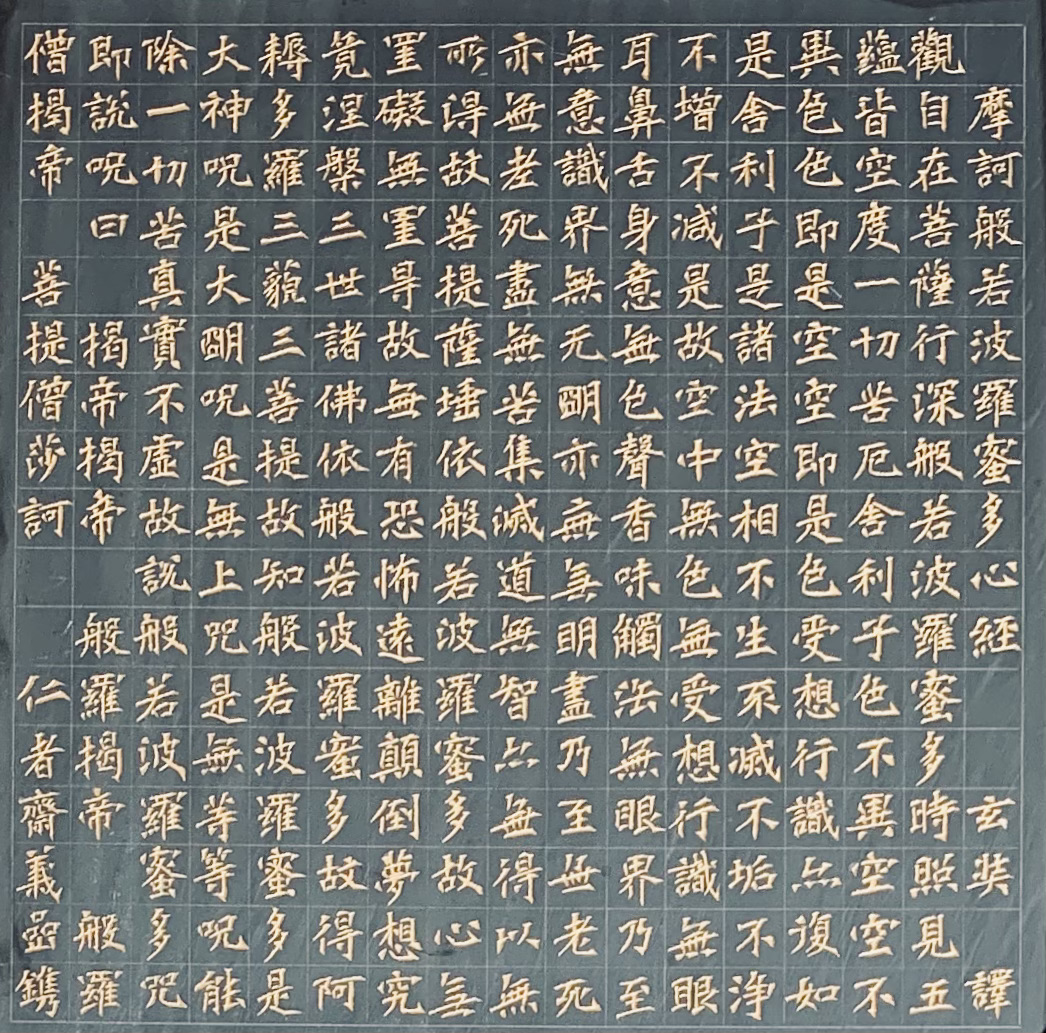 摩訶般若波羅蜜多心經 玄奘 譯
觀自在菩薩行深般若波羅蜜多時照見五
蘊皆空度一切苦厄舍利子色不異空空不
異色色即是空空即是色受想行識亦復如
是舍利子是諸法空相不生不滅不垢不淨
不增不減是故空中無色無受想行識無眼
耳鼻舌身意無色聲香味觸法無眼界乃至
無意識界無无明亦無無明盡乃至無老死
亦無老死盡無苦集滅道無智亦無得以無
所得故菩提薩埵依般若波羅蜜多故心無
罣礙無罣导故無有恐怖遠離顛倒夢想究
竟涅槃三世諸佛依般若波羅蜜多故得阿
耨多羅三藐三菩提故知般若波羅蜜多是
大神呪是大明呪是無上呪是無等等呪能
除一切苦真實不虛故說般若波羅蜜多咒
即說呪曰 揭帝揭帝 般羅揭帝 般羅
僧揭帝 菩提僧莎訶 仁者齋義鐫